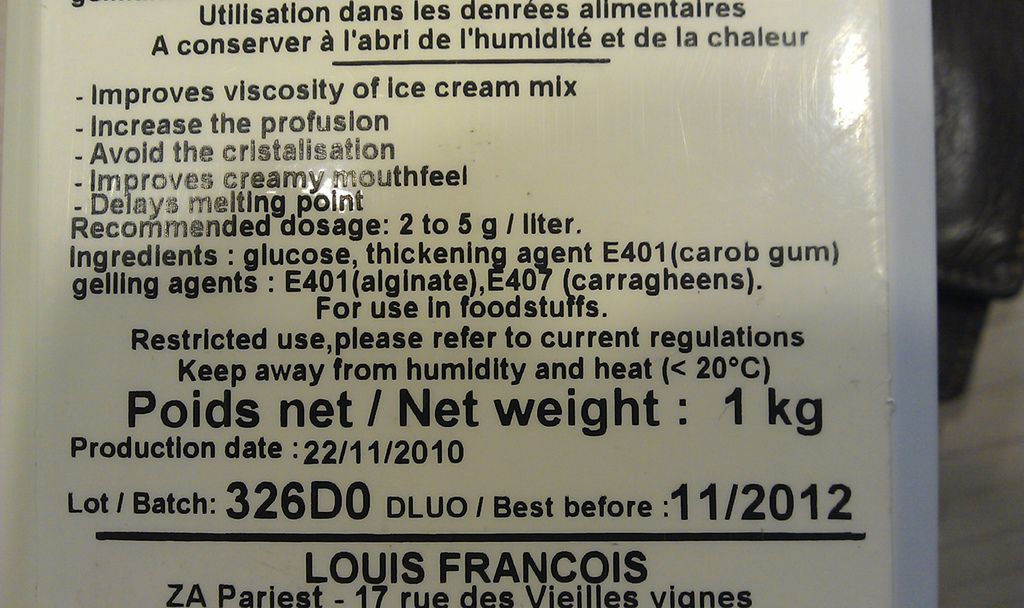 Utilisation dans les denrées alimentaires
A conserver à l'abri de l'humidité et de la chaleur
- Improves viscosity of ice cream mix
- Increase the profusion
- Avoid the cristalisation
- Improves creamy mouthfeel
- Delays melting point
Recommended dosage: 2 to 5 g / liter.
Ingredients : glucose, thickening agent E401(carob gum)
gelling agents : E401(alginate),E407 (carragheens).
For use in foodstuffs.
Restricted use,please refer to current regulations
Keep away from humidity and heat (< 20°C)
Poids net / Net weight : 1 kg
Production date : 22/11/2010
Lot / Batch: 326D0 DLUO / Best before : 11/2012
LOUIS FRANCOIS
ZA Pariest - 17 rue des Vieilles vignes